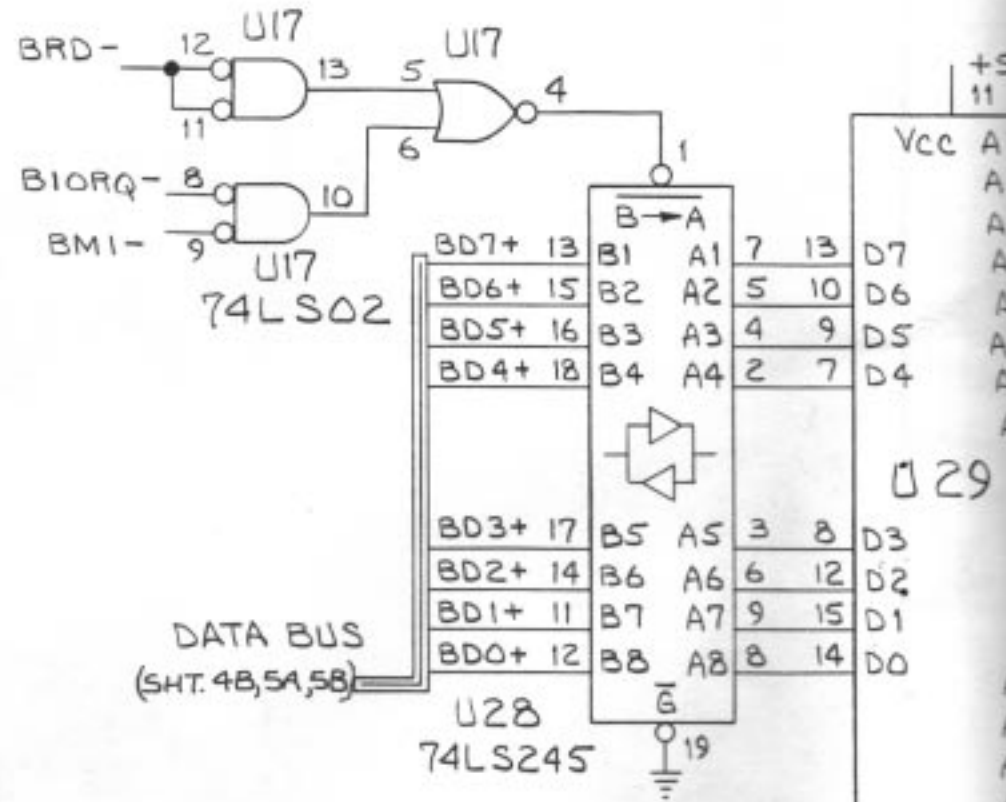 BRD-
12
U17
13
11
5
U17
4
6
BIORQ-
8
10
BM1-
9
U17
74LS02
1
B→A
11
VCC
BD7+ 13 B1 A1 7 13 D7
BD6+ 15 B2 A2 5 10 D6
BD5+ 16 B3 A3 4 9 D5
BD4+ 18 B4 A4 2 7 D4
U29
BD3+ 17 B5 A5 3 8 D3
BD2+ 14 B6 A6 6 12 D2
BD1+ 11 B7 A7 9 15 D1
BD0+ 12 B8 A8 8 14 D0
DATA BUS
(SHT. 4B,5A,5B)
G
19
U28
74LS245